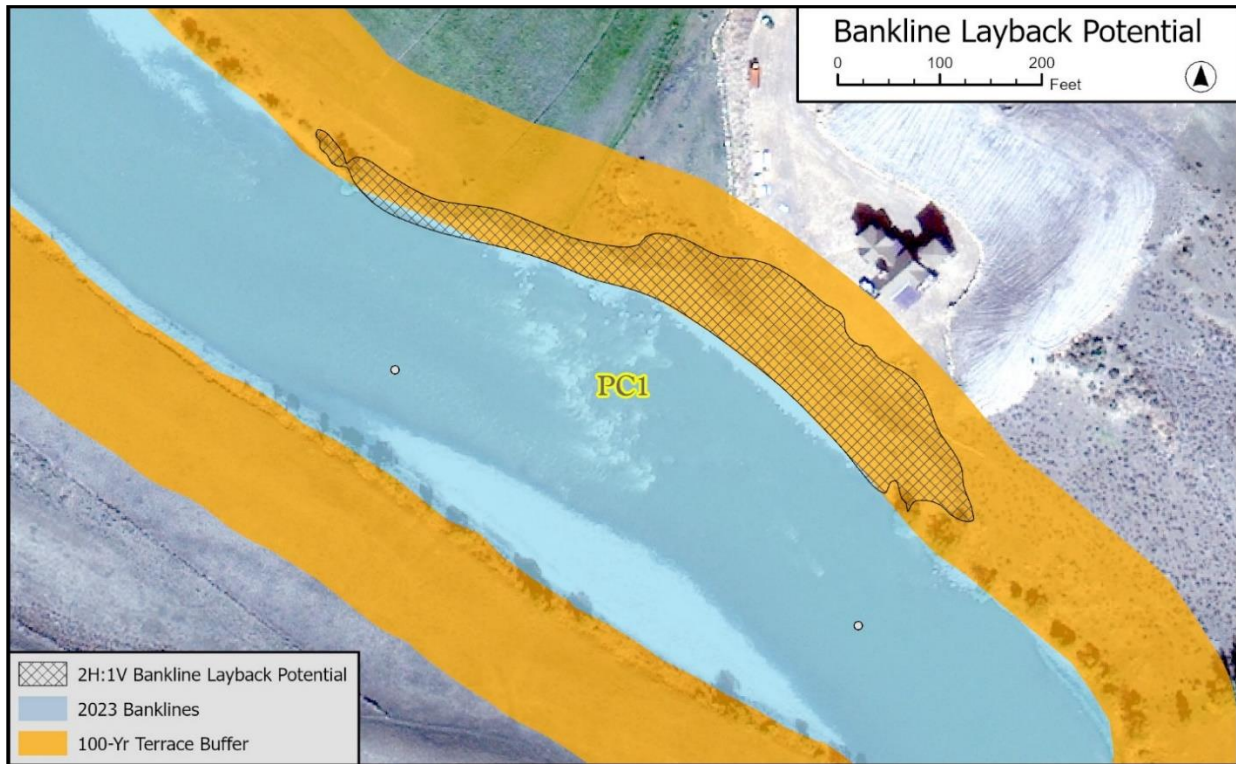 Bankline Layback Potential
0 100 200
Feet
PC1
2H:1V Bankline Layback Potential
2023 Banklines
100-Yr Terrace Buffer